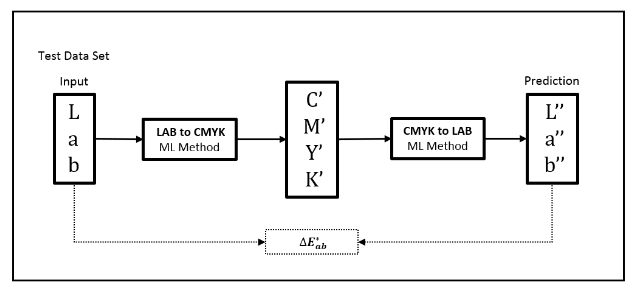 Test Data Set
Input
Prediction
L
a
b
LAB to CMYK
ML Method
C’
M’
Y’
K’
CMYK to LAB
ML Method
L’’
a’’
b’’
ΔE*ab